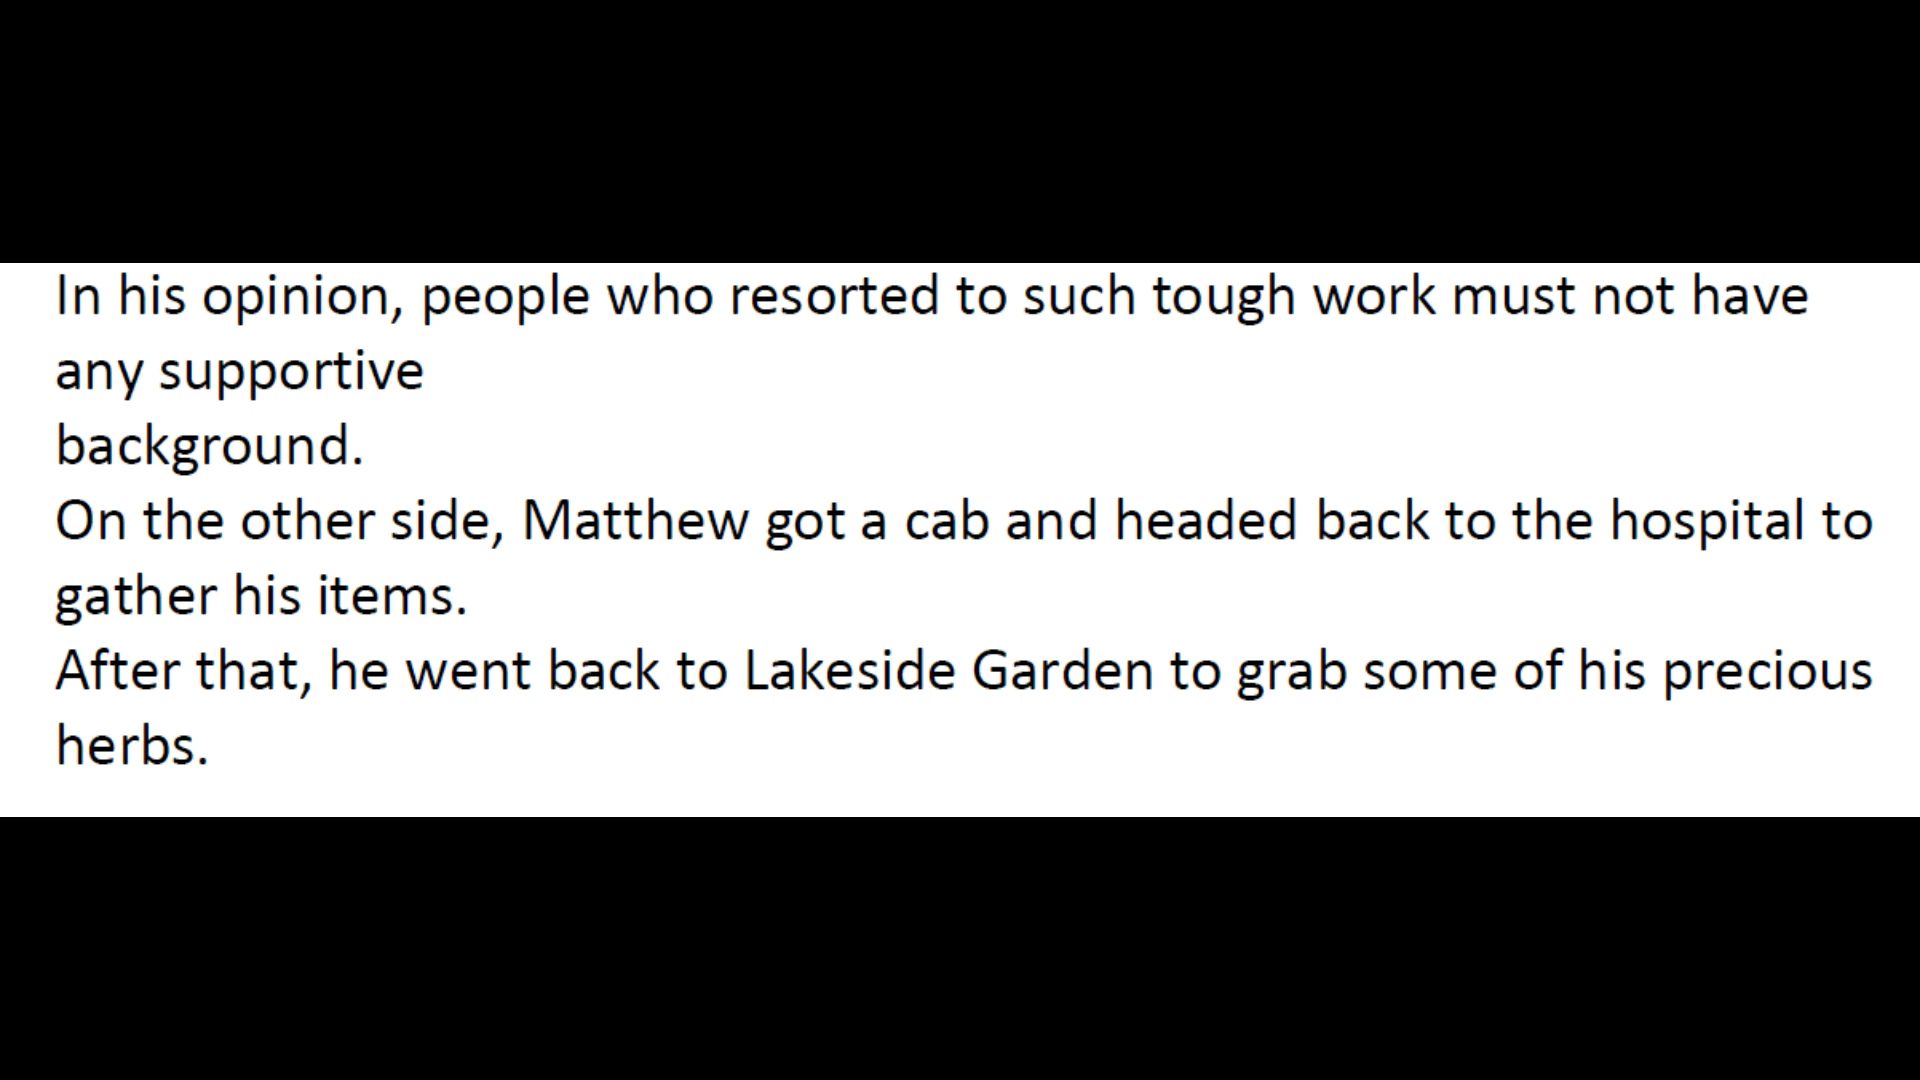 In his opinion, people who resorted to such tough work must not have
any supportive
background.
On the other side, Matthew got a cab and headed back to the hospital to
gather his items.
After that, he went back to Lakeside Garden to grab some of his precious
herbs.